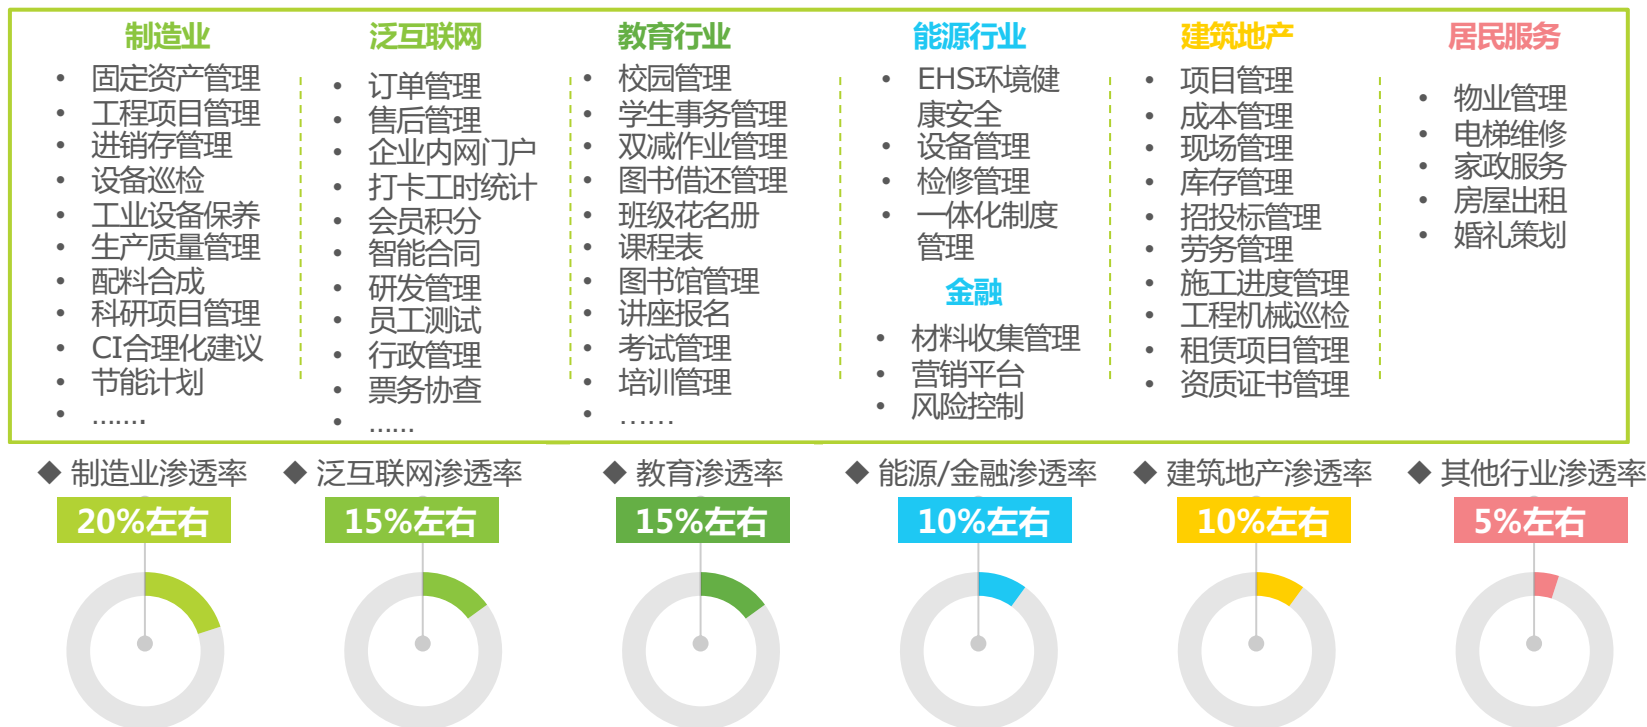 制造业
• 固定资产管理
• 工程项目管理
• 进销存管理
• 设备巡检
• 工业设备保养
• 生产质量管理
• 配料合成
• 科研项目管理
• CI合理化建议
• 节能计划
• …….
泛互联网
• 订单管理
• 售后管理
• 企业内网门户
• 打卡工时统计
• 会员积分
• 智能合同
• 研发管理
• 员工测试
• 行政管理
• 票务协查
• ……
教育行业
• 校园管理
• 学生事务管理
• 双减作业管理
• 图书借还管理
• 班级花名册
• 课程表
• 图书馆管理
• 讲座报名
• 考试管理
• 培训管理
• ……
能源行业
• EHS环境健
康安全
• 设备管理
• 检修管理
• 一体化制度
管理
金融
• 材料收集管理
• 营销平台
• 风险控制
建筑地产
• 项目管理
• 成本管理
• 现场管理
• 库存管理
• 招投标管理
• 劳务管理
• 施工进度管理
• 工程机械巡检
• 租赁项目管理
• 资质证书管理
居民服务
• 物业管理
• 电梯维修
• 家政服务
• 房屋出租
• 婚礼策划
◆ 制造业渗透率
20%左右
◆ 泛互联网渗透率
15%左右
◆ 教育渗透率
15%左右
◆ 能源/金融渗透率
10%左右
◆ 建筑地产渗透率
10%左右
◆ 其他行业渗透率
5%左右